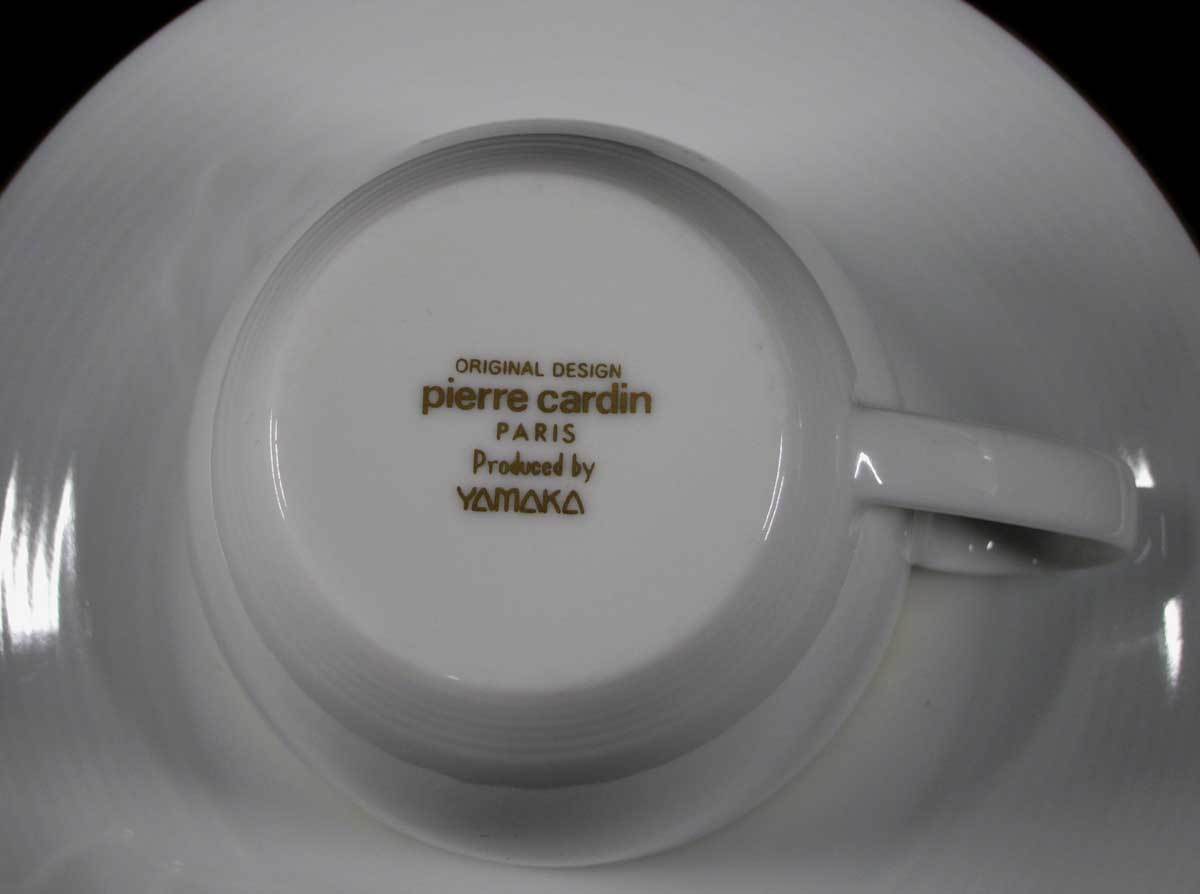 ORIGINAL DESIGN
pierre cardin
PARIS
Produced by
YAMAKA